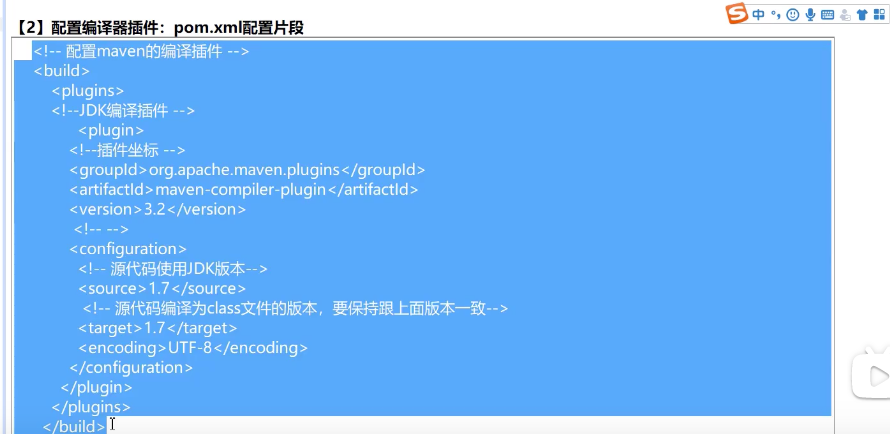 中
【2】配置编译器插件：pom.xml配置片段
<!-- 配置maven的编译插件 -->
<build>
<plugins>
<!--JDK编译插件 -->
<plugin>
<!--插件坐标 -->
<groupId>org.apache.maven.plugins</groupId>
<artifactId>maven-compiler-plugin</artifactId>
<version>3.2</version>
<!-- -->
<configuration>
<!-- 源代码使用JDK版本-->
<source>1.7</source>
<!-- 源代码编译为class文件的版本，要保持跟上面版本一致-->
<target>1.7</target>
<encoding>UTF-8</encoding>
</configuration>
</plugin>
</plugins>
</build>